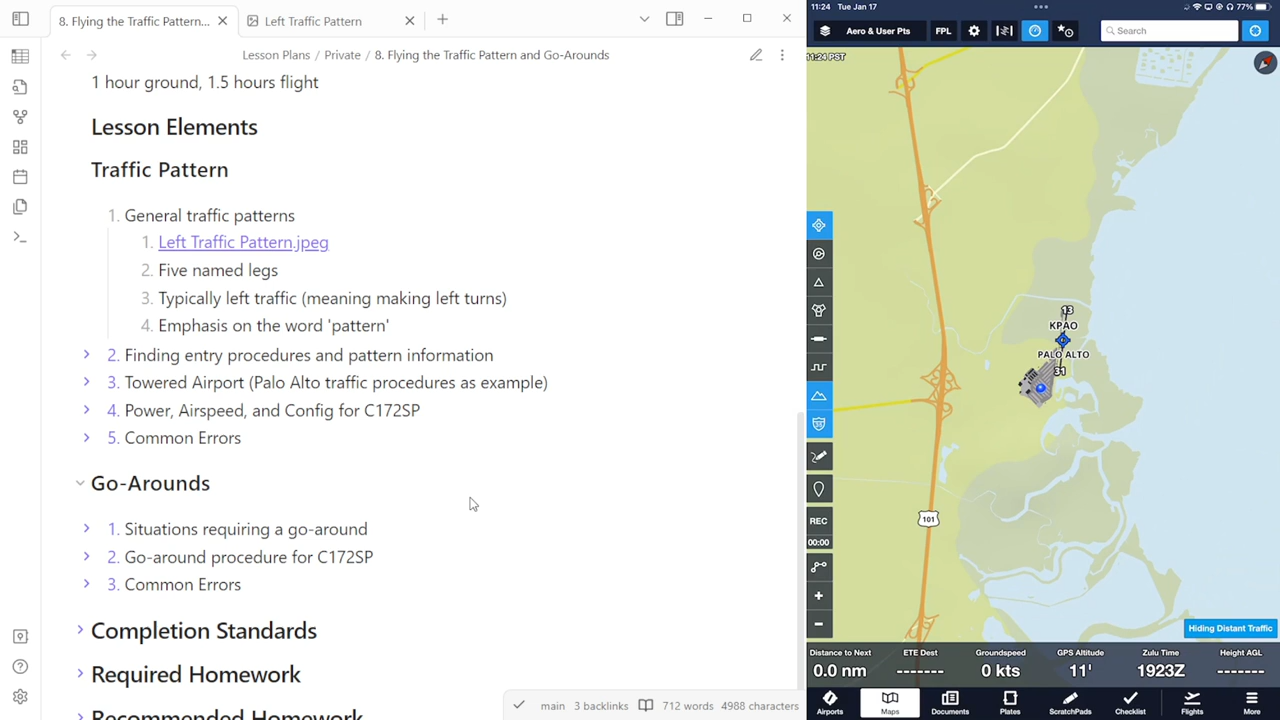 8. Flying the Traffic Pattern...
Left Traffic Pattern
Lesson Plans / Private / 8. Flying the Traffic Pattern and Go-Arounds
1 hour ground, 1.5 hours flight
Lesson Elements
Traffic Pattern
1. General traffic patterns
1. Left Traffic Pattern.jpeg
2. Five named legs
3. Typically left traffic (meaning making left turns)
4. Emphasis on the word 'pattern'
2. Finding entry procedures and pattern information
3. Towered Airport (Palo Alto traffic procedures as example)
4. Power, Airspeed, and Config for C172SP
5. Common Errors
Go-Arounds
1. Situations requiring a go-around
2. Go-around procedure for C172SP
3. Common Errors
Completion Standards
Required Homework
Recommended Homework
main 3 backlinks 712 words 4988 characters
11:24 Tue Jan 17 77%
Aero & User Pts FPL Search
11:24 PST
13
KPAO
PALO ALTO
31
101
REC
00:00
Hiding Distant Traffic
Distance to Next ETE Dest Groundspeed GPS Altitude Zulu Time Height AGL
0.0 nm ------- 0 kts 11' 1923Z -------
Airports Maps Documents Plates ScratchPads Checklist Flights More